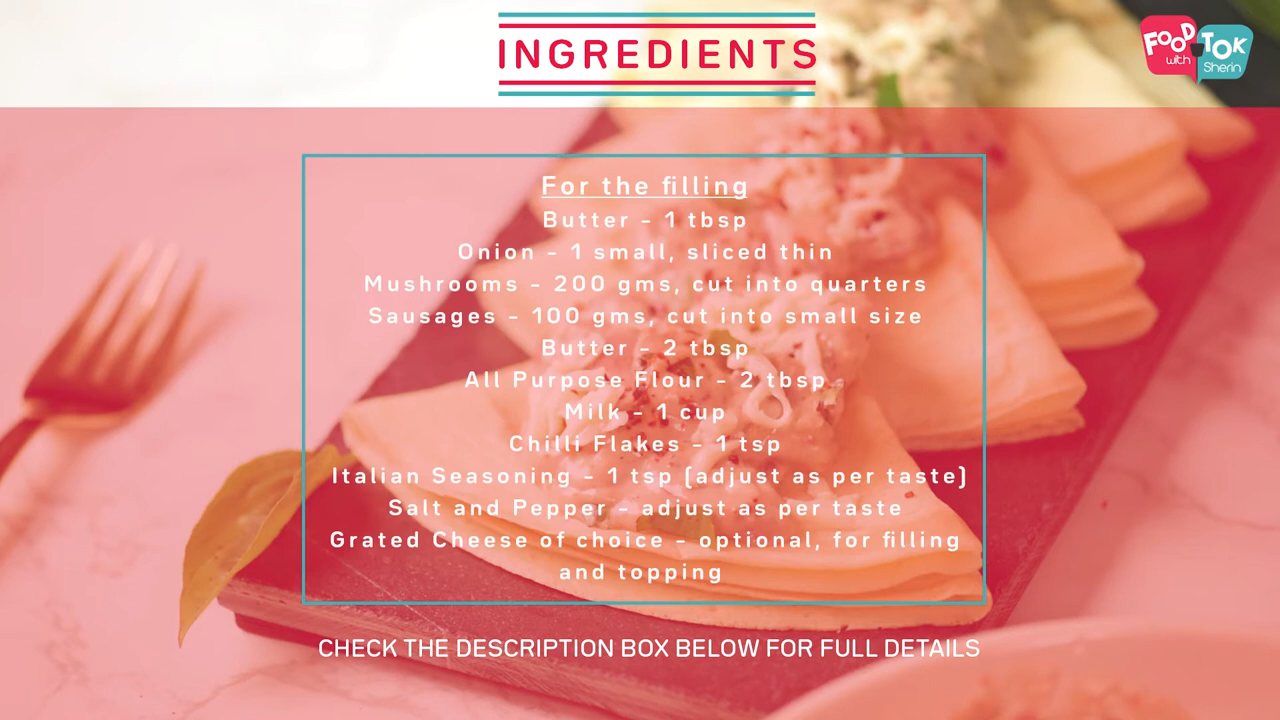 INGREDIENTS
FOOD with TOK Sherin
For the filling
Butter - 1 tbsp
Onion - 1 small, sliced thin
Mushrooms - 200 gms, cut into quarters
Sausages - 100 gms, cut into small size
Butter - 2 tbsp
All Purpose Flour - 2 tbsp
Milk - 1 cup
Chilli Flakes - 1 tsp
Italian Seasoning - 1 tsp (adjust as per taste)
Salt and Pepper - adjust as per taste
Grated Cheese of choice - optional, for filling
and topping
CHECK THE DESCRIPTION BOX BELOW FOR FULL DETAILS